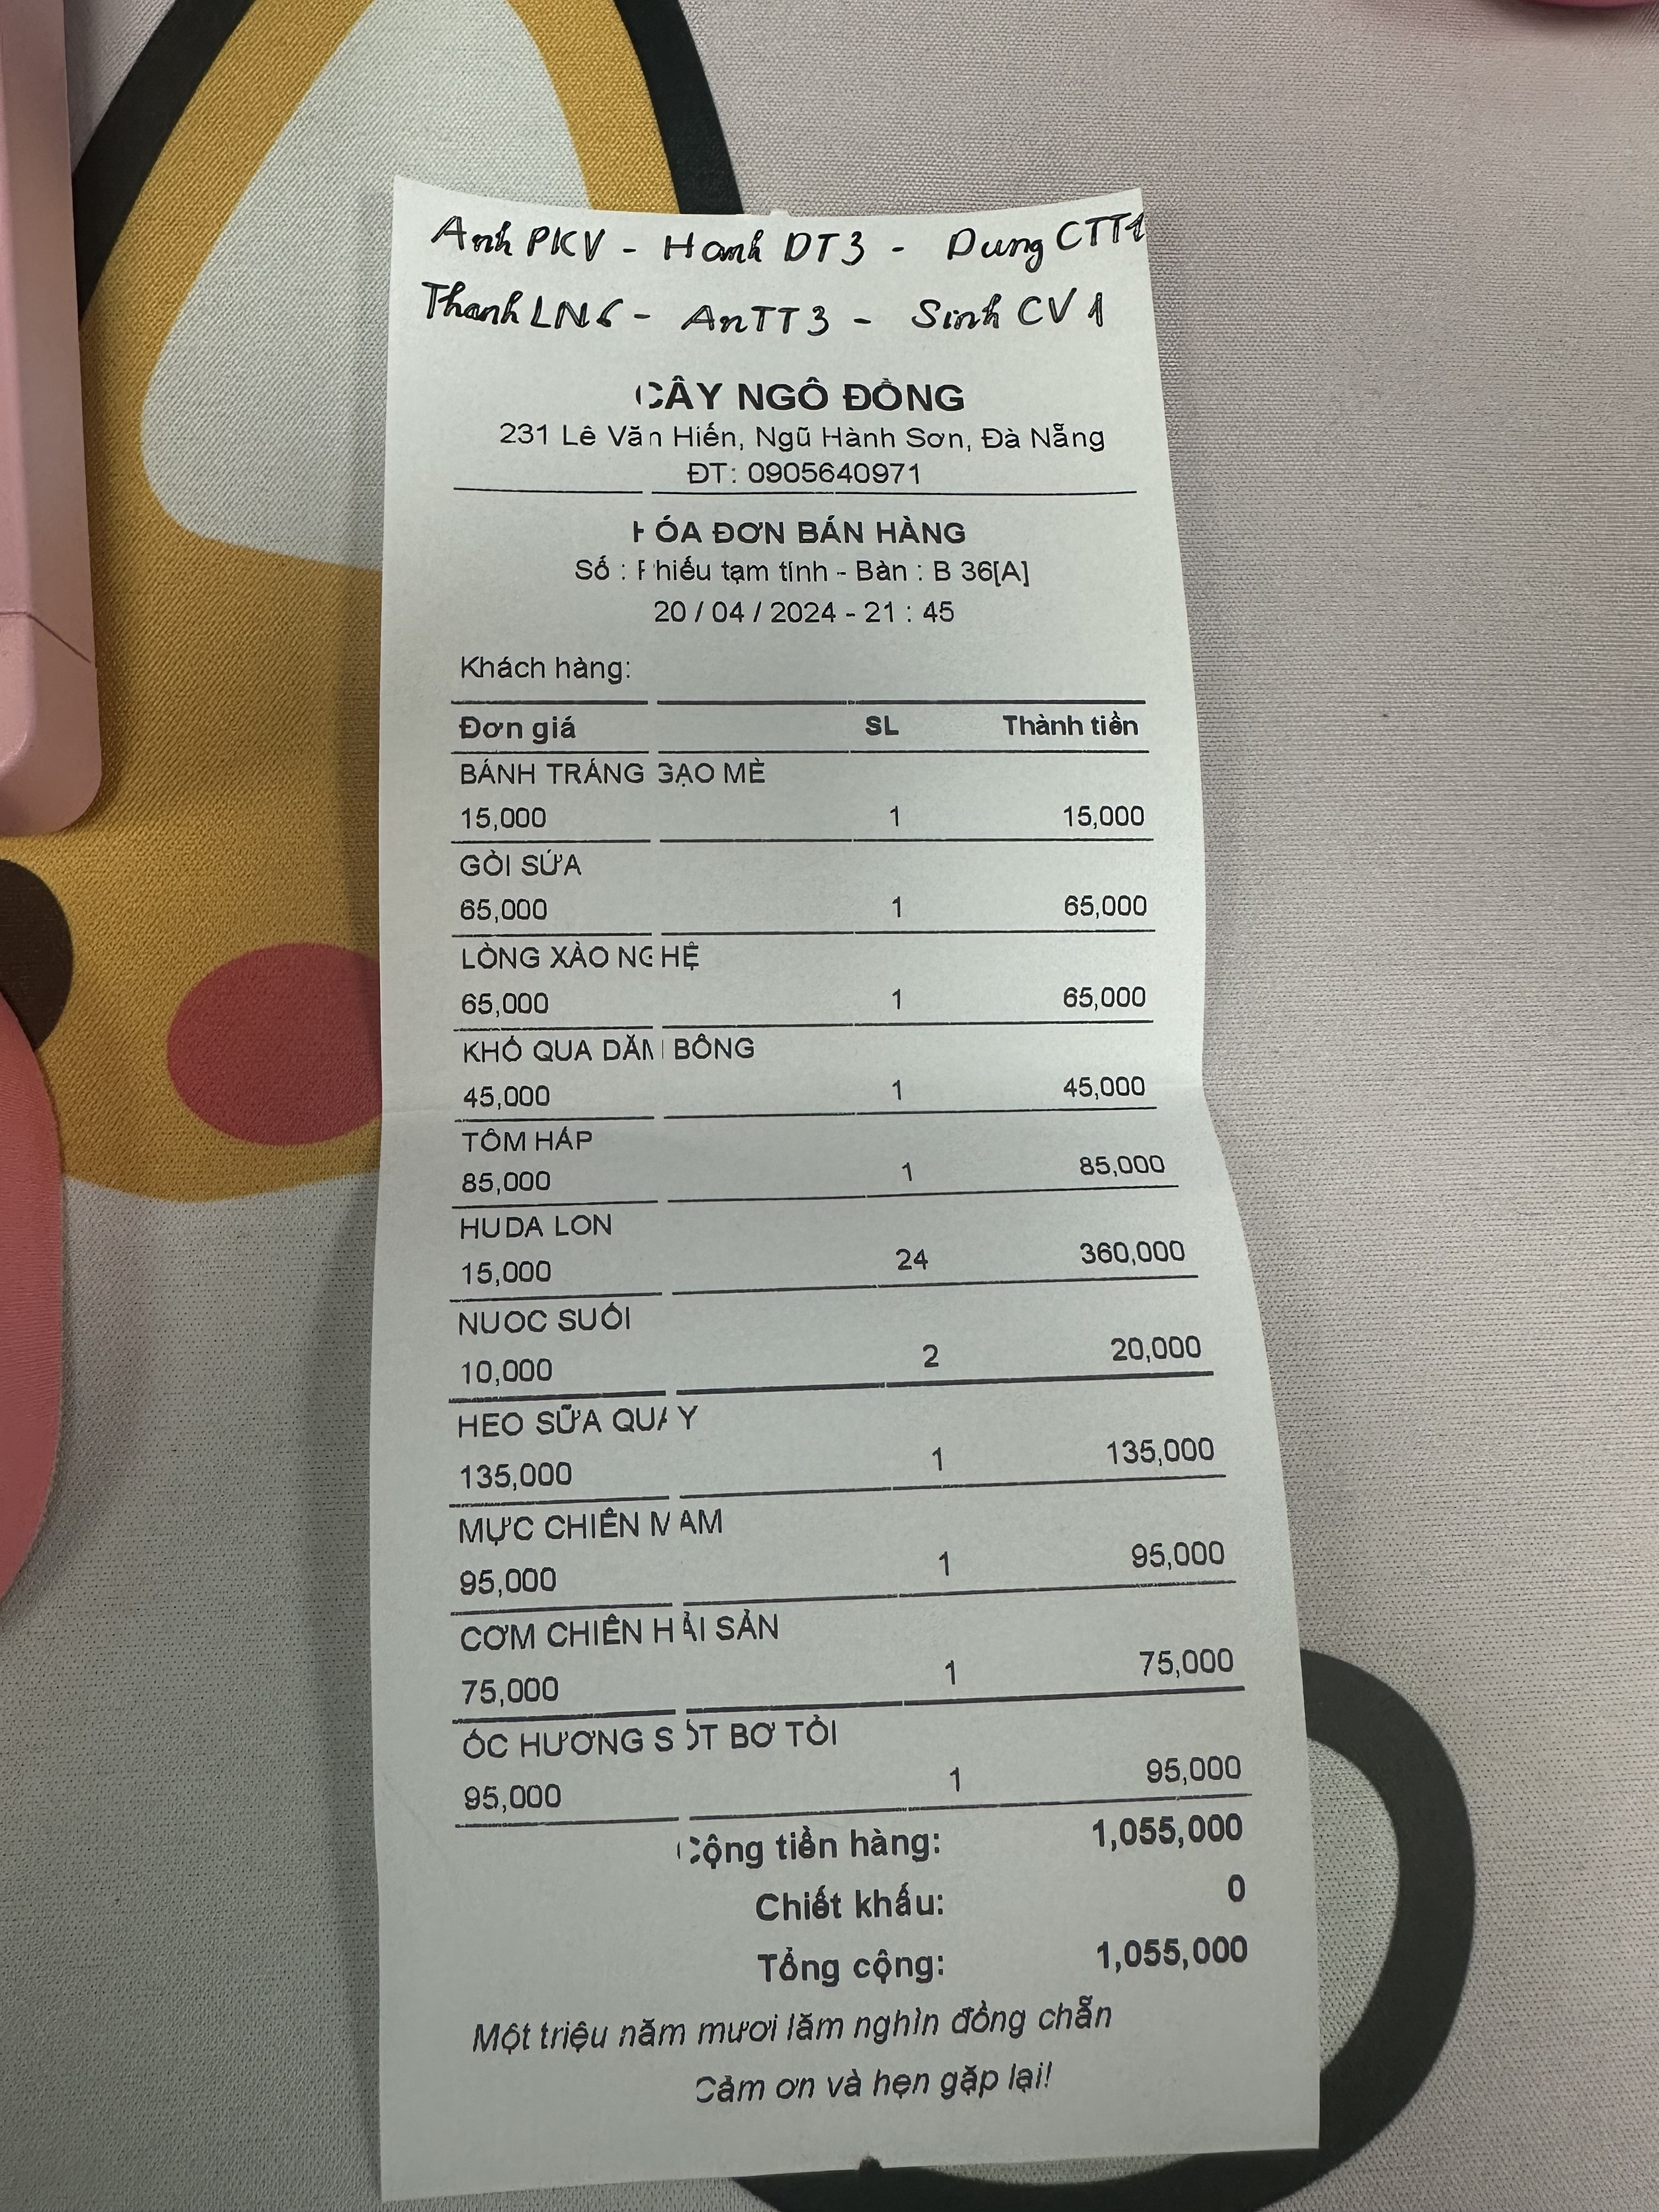 Anh PKV - Hanh DT3 - Dung CTT1
Thanh LN6 - An TT3 - Sinh CV1
CÂY NGÔ ĐỒNG
231 Lê Văn Hiến, Ngũ Hành Sơn, Đà Nẵng
ĐT: 0905640971
HÓA ĐƠN BÁN HÀNG
Số : Phiếu tạm tính - Bàn : B 36[A]
20 / 04 / 2024 - 21 : 45
Khách hàng:
Đơn giá SL Thành tiền
BÁNH TRÁNG GẠO MÈ
15,000 1 15,000
GỎI SỨA
65,000 1 65,000
LÒNG XÀO NGHỆ
65,000 1 65,000
KHỔ QUA DĂM BÔNG
45,000 1 45,000
TÔM HẤP
85,000 1 85,000
HUDA LON
15,000 24 360,000
NUOC SUỐI
10,000 2 20,000
HEO SỮA QUAY
135,000 1 135,000
MỰC CHIÊN MAM
95,000 1 95,000
CƠM CHIÊN HẢI SẢN
75,000 1 75,000
ỐC HƯƠNG SỐT BƠ TỎI
95,000 1 95,000
Cộng tiền hàng: 1,055,000
Chiết khấu: 0
Tổng cộng: 1,055,000
Một triệu năm mươi lăm nghìn đồng chẵn
Cảm ơn và hẹn gặp lại!